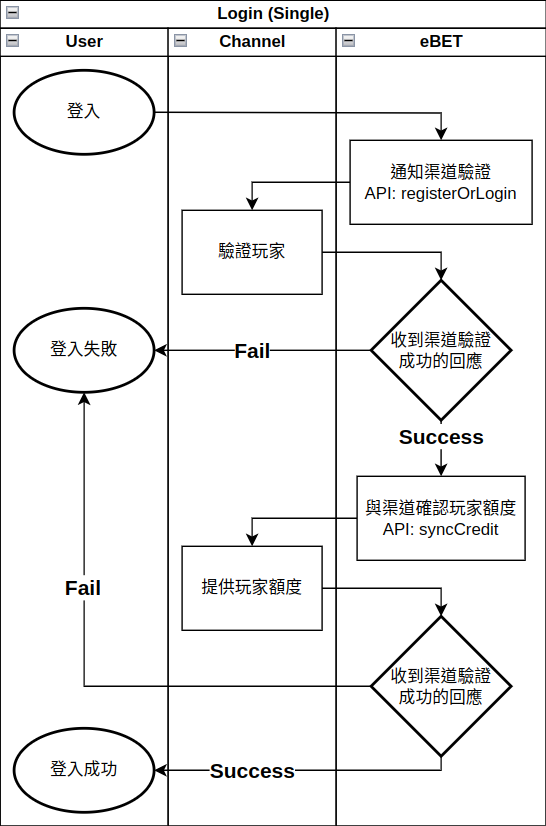 Login (Single)
User
Channel
eBET
登入
通知渠道驗證
API: registerOrLogin
驗證玩家
收到渠道驗證
成功的回應
Fail
登入失敗
Success
與渠道確認玩家額度
API: syncCredit
提供玩家額度
Fail
收到渠道驗證
成功的回應
Success
登入成功